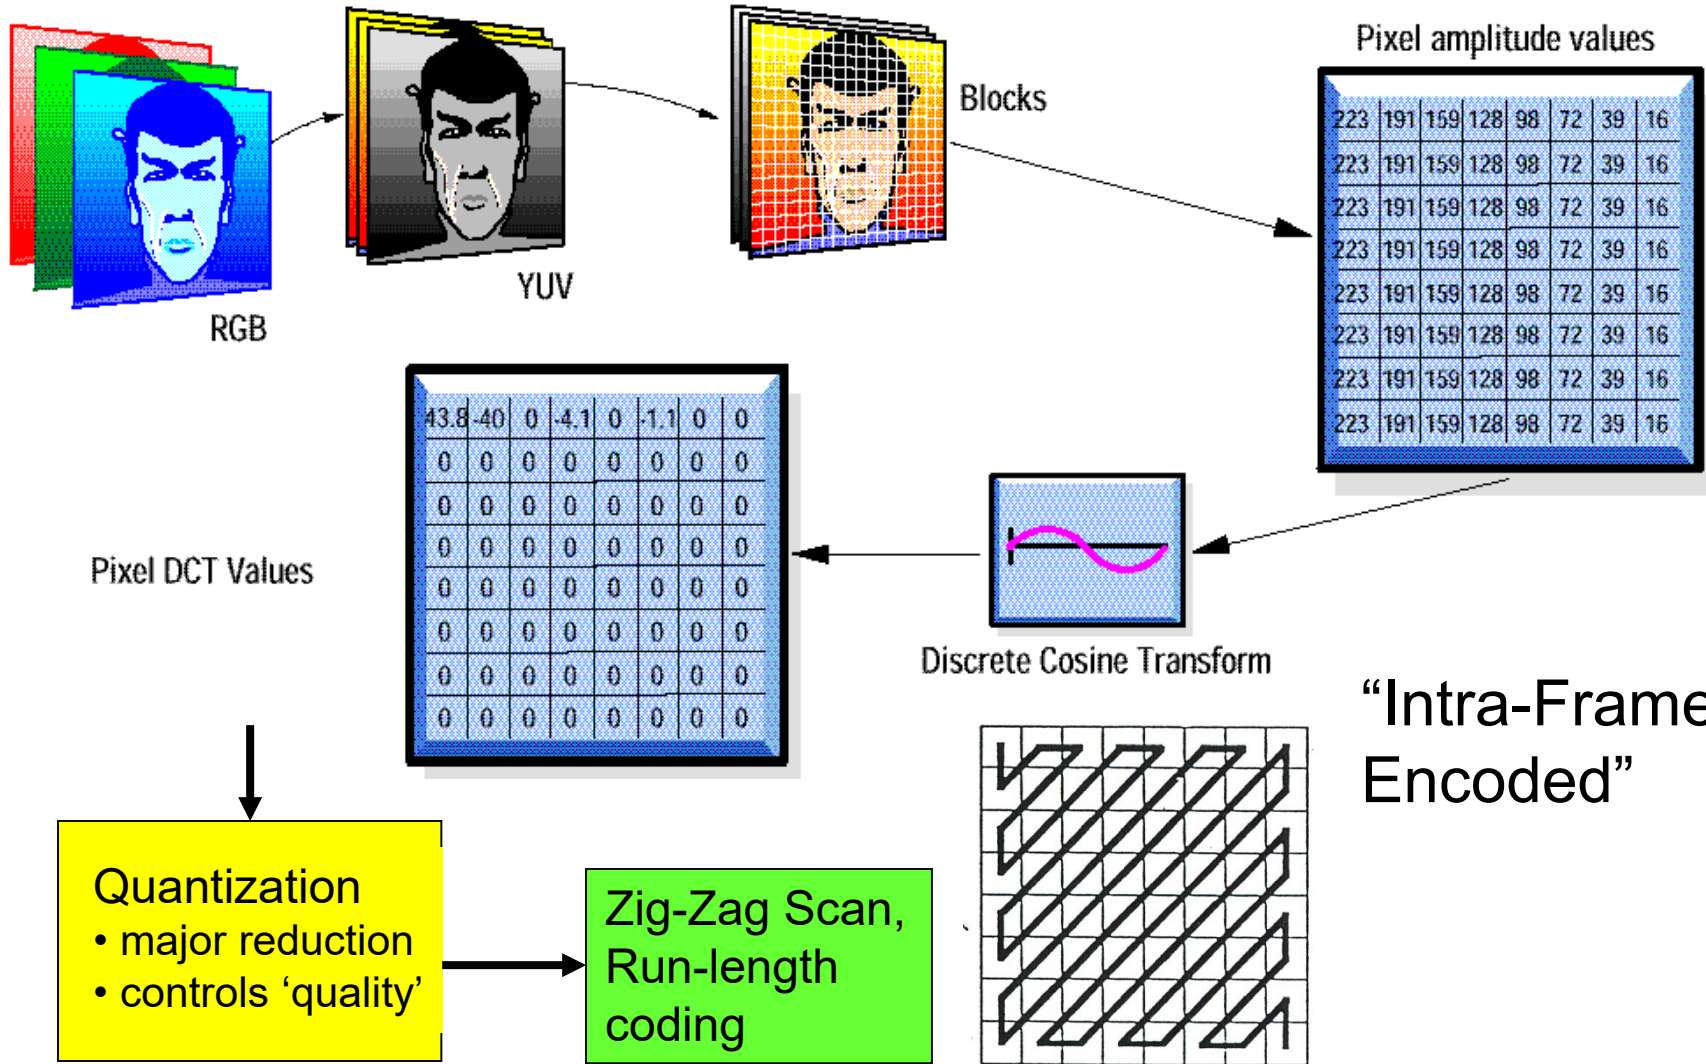 Pixel amplitude values
Blocks
YUV
RGB
223 191 159 128 98 72 39 16
223 191 159 128 98 72 39 16
223 191 159 128 98 72 39 16
223 191 159 128 98 72 39 16
223 191 159 128 98 72 39 16
223 191 159 128 98 72 39 16
223 191 159 128 98 72 39 16
223 191 159 128 98 72 39 16
43.8 -40 0 -4.1 0 -1.1 0 0
0 0 0 0 0 0 0 0
0 0 0 0 0 0 0 0
0 0 0 0 0 0 0 0
0 0 0 0 0 0 0 0
0 0 0 0 0 0 0 0
0 0 0 0 0 0 0 0
0 0 0 0 0 0 0 0
Pixel DCT Values
Discrete Cosine Transform
“Intra-Frame
Encoded”
Quantization
• major reduction
• controls ‘quality’
Zig-Zag Scan,
Run-length
coding